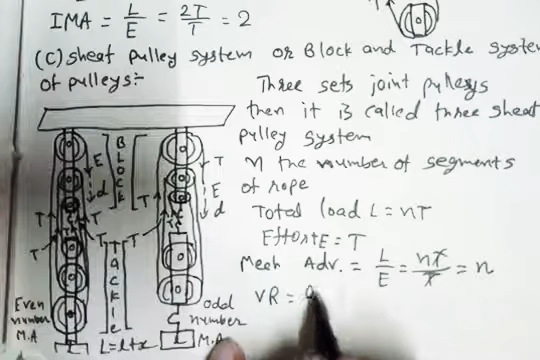 IMA = L/E = 2T/T = 2
T
(C) sheaf pulley system or Block and Tackle system
of pulleys:-
Three sets joint pulleys
then it is called three sheaf
pulley system
n the number of segments
of rope
Total load L = nT
Effort E = T
Mech Adv. = L/E = nT/T = n
VR =
BLOCK
TACKLE
E
d
T
T
T
T
T
E
d
T
T
Even
number
M.A
L = l+x
odd
number
M.A